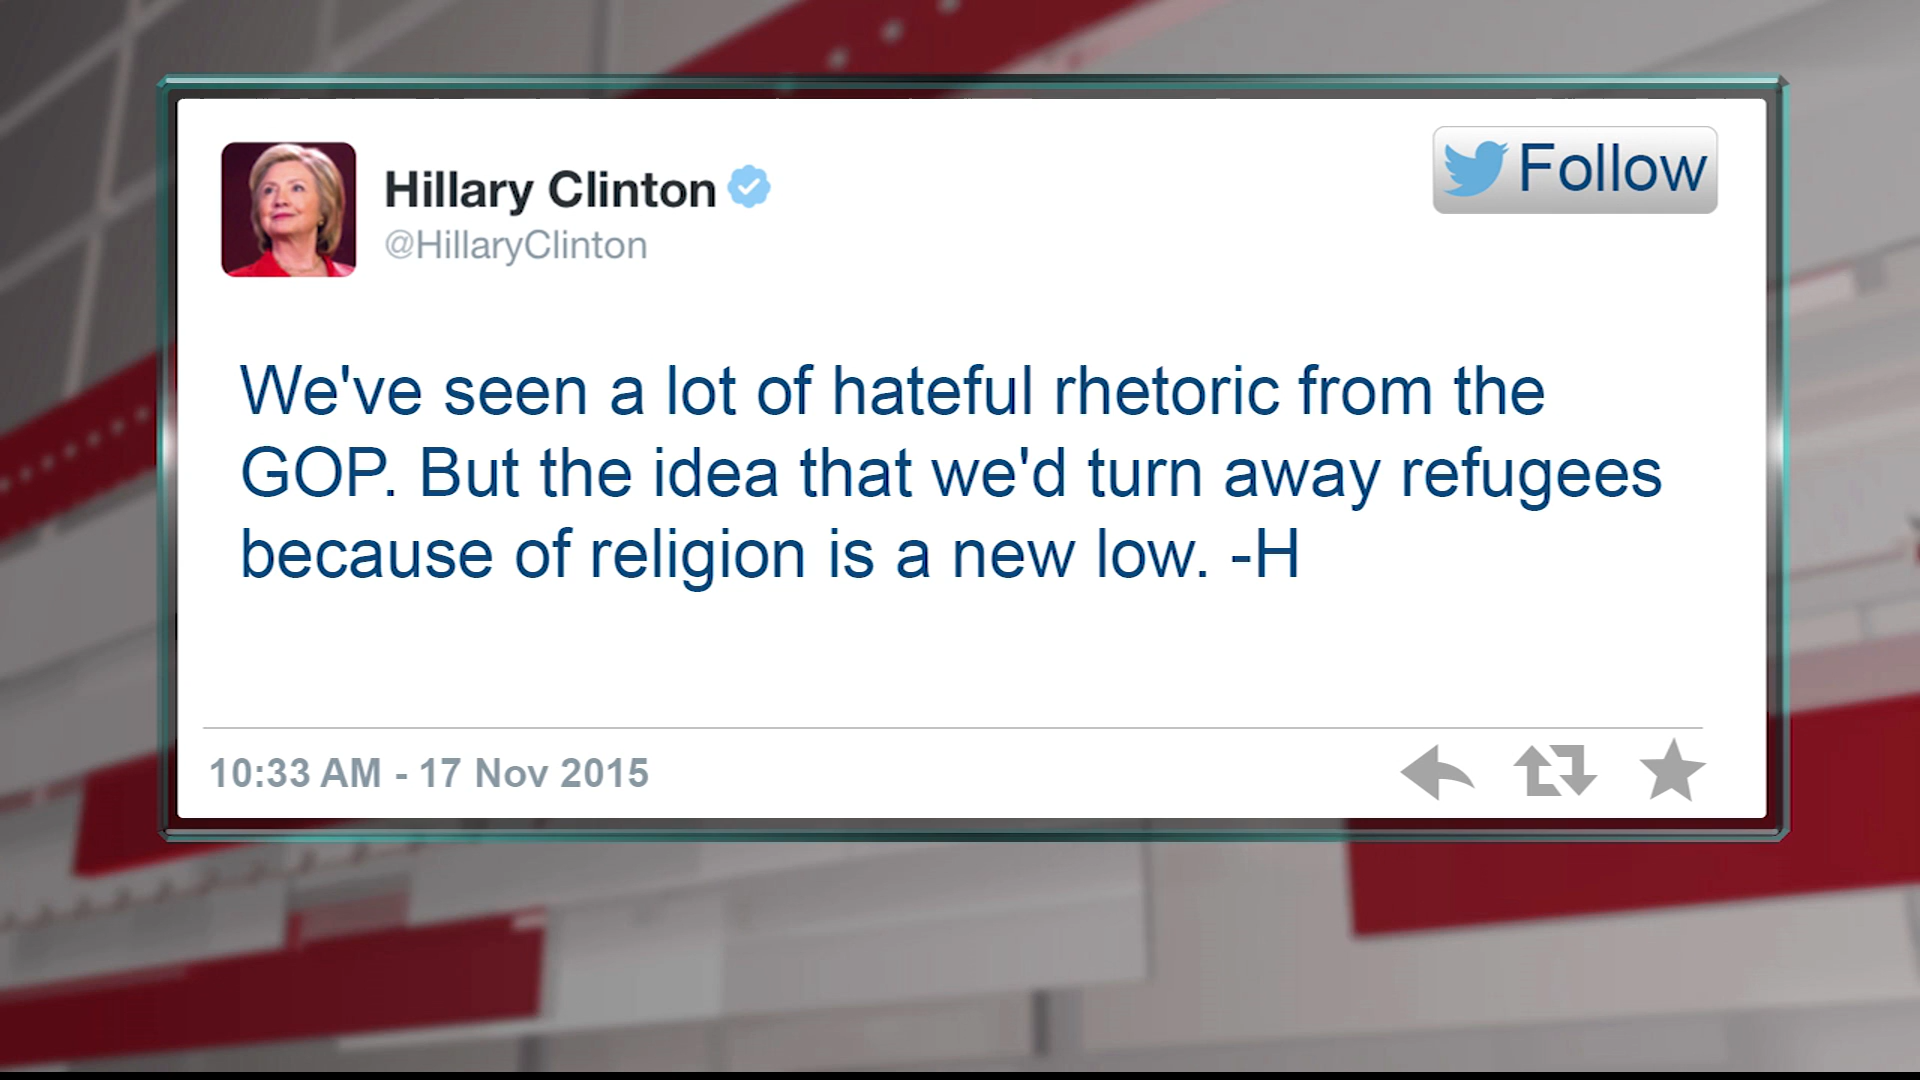 Hillary Clinton
@HillaryClinton
Follow
We've seen a lot of hateful rhetoric from the
GOP. But the idea that we'd turn away refugees
because of religion is a new low. -H
10:33 AM - 17 Nov 2015